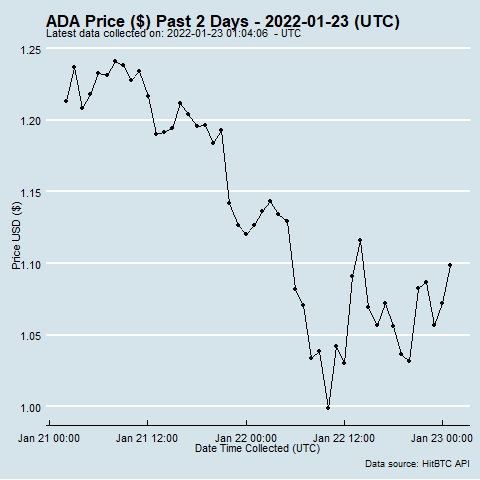 ADA Price ($) Past 2 Days - 2022-01-23 (UTC)
Latest data collected on: 2022-01-23 01:04:06  - UTC
1.25
1.20
1.15
1.10
1.05
1.00
Price USD ($)
Jan 21 00:00 Jan 21 12:00 Jan 22 00:00 Jan 22 12:00 Jan 23 00:00
Date Time Collected (UTC)
Data source: HitBTC API